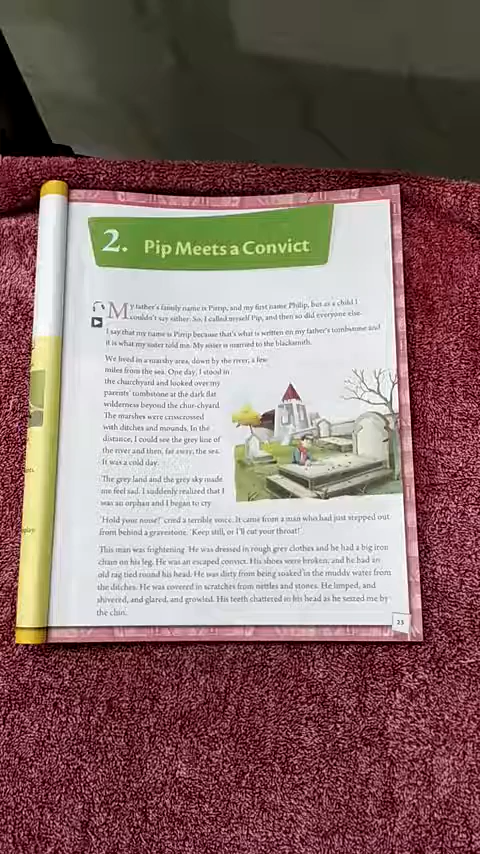 2. Pip Meets a Convict
My father's family name is Pirrip, and my first name Philip, but as a child I
couldn't say either. So, I called myself Pip, and then so did everyone else.
I say that my name is Pirrip because that's what is written on my father's tombstone and
it is what my sister told me. My sister is married to the blacksmith.
We lived in a marshy area, down by the river, a few
miles from the sea. One day, I stood in
the churchyard and looked over my
parents' tombstone at the dark flat
wilderness beyond the chur-chyard.
The marshes were crisscrossed
with ditches and mounds. In the
distance, I could see the grey line of
the river and then, far away, the sea.
It was a cold day.
The grey land and the grey sky made
me feel sad. I suddenly realized that I
was an orphan and I began to cry.
'Hold your noise!' cried a terrible voice. It came from a man who had just stepped out
from behind a gravestone. 'Keep still, or I'll cut your throat!'
This man was frightening. He was dressed in rough grey clothes and he had a big iron
chain on his leg. He was an escaped convict. His shoes were broken, and he had an
old rag tied round his head. He was dirty from being soaked in the muddy water from
the ditches. He was covered in scratches from nettles and stones. He limped, and
shivered, and glared, and growled. His teeth chattered in his head as he seized me by
the chin.
23